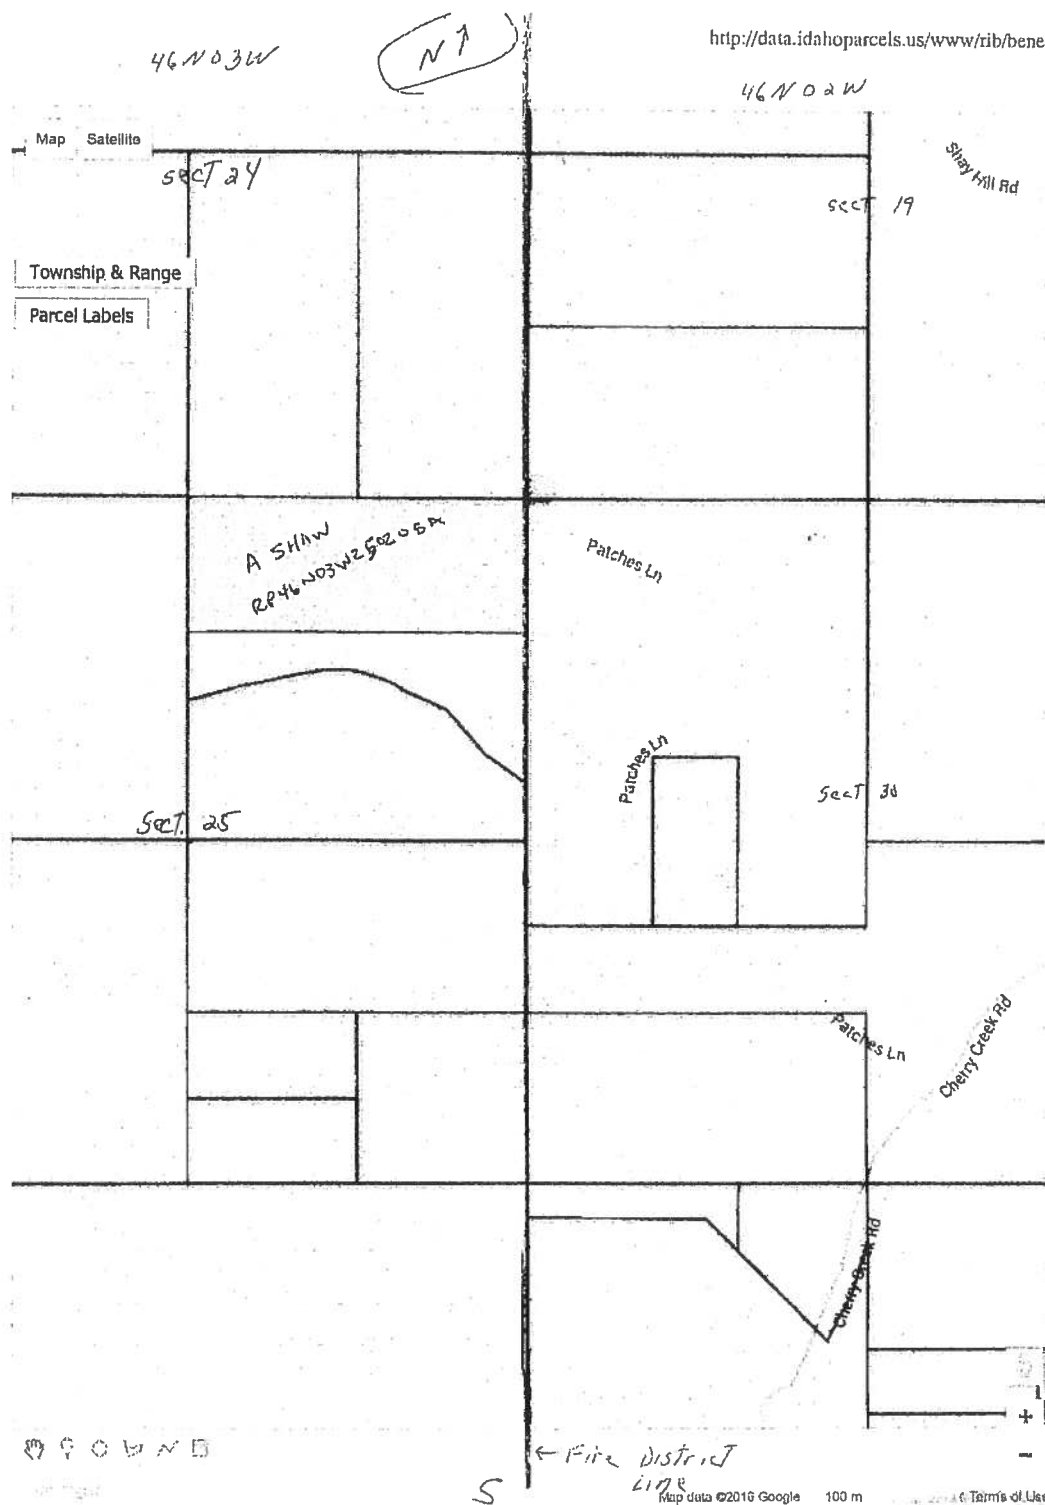 46N03W
N↑
http://data.idahoparcels.us/www/rib/bene
46N02W
Map Satellite
Shay Hill Rd
SecT 24
SecT 19
Township & Range
Parcel Labels
A SHAW
RP46N03W250205A
Patches Ln
Patches Ln
SecT 30
SecT. 25
Patches Ln
Cherry Creek Rd
Cherry Creek Rd
1
+
← Fire District
Line
-
S
Map data ©2016 Google 100 m Terms of Use